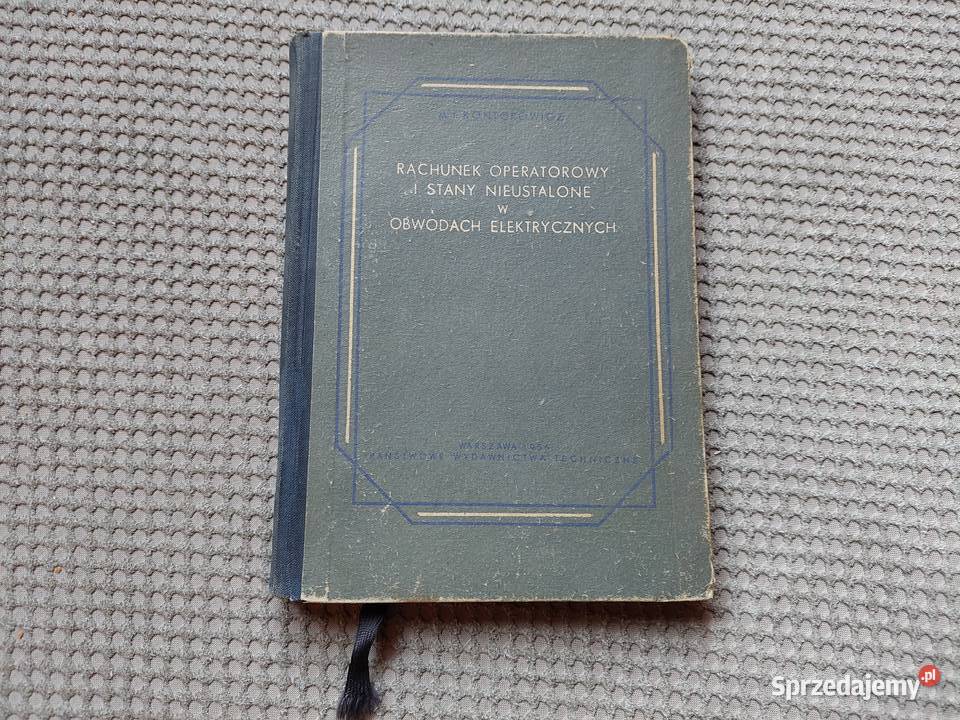 M.I. KONTOROWICZ
RACHUNEK OPERATOROWY
I STANY NIEUSTALONE
W
OBWODACH ELEKTRYCZNYCH
WARSZAWA 1954
PAŃSTWOWE WYDAWNICTWA TECHNICZNE
Sprzedajemy.pl